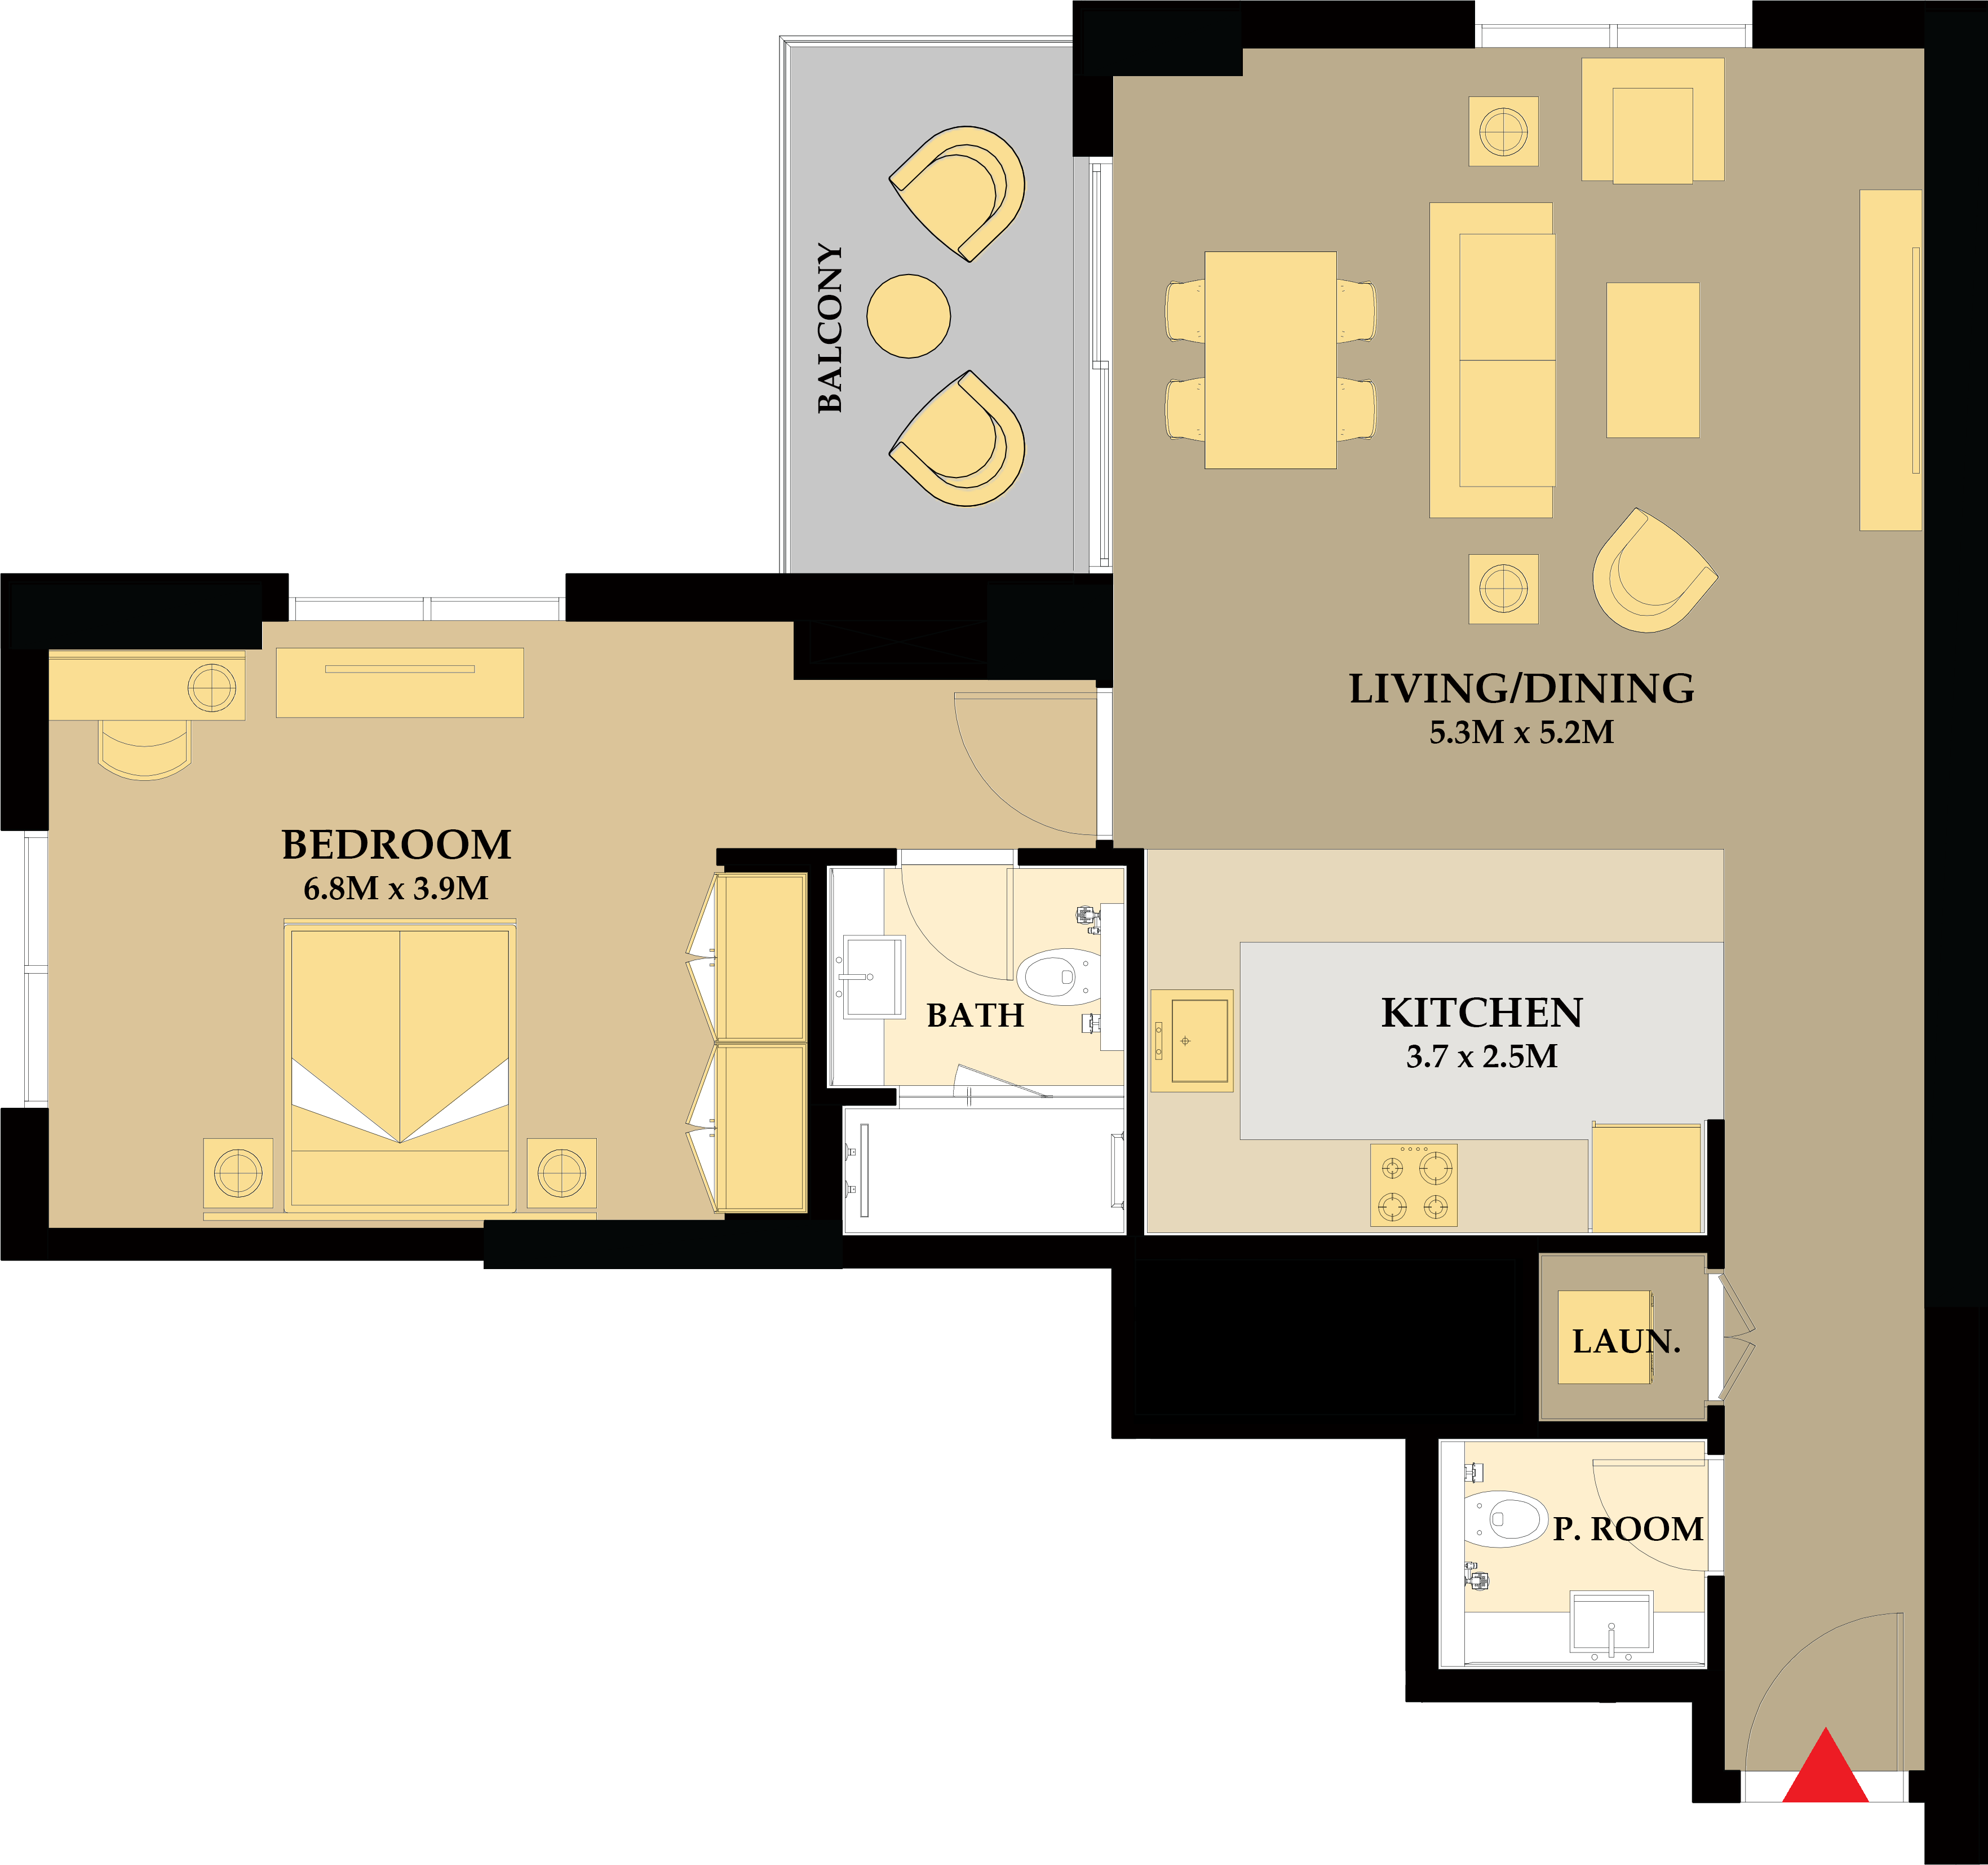 BALCONY
LIVING/DINING
5.3M x 5.2M
BEDROOM
6.8M x 3.9M
BATH
KITCHEN
3.7 x 2.5M
LAUN.
P. ROOM